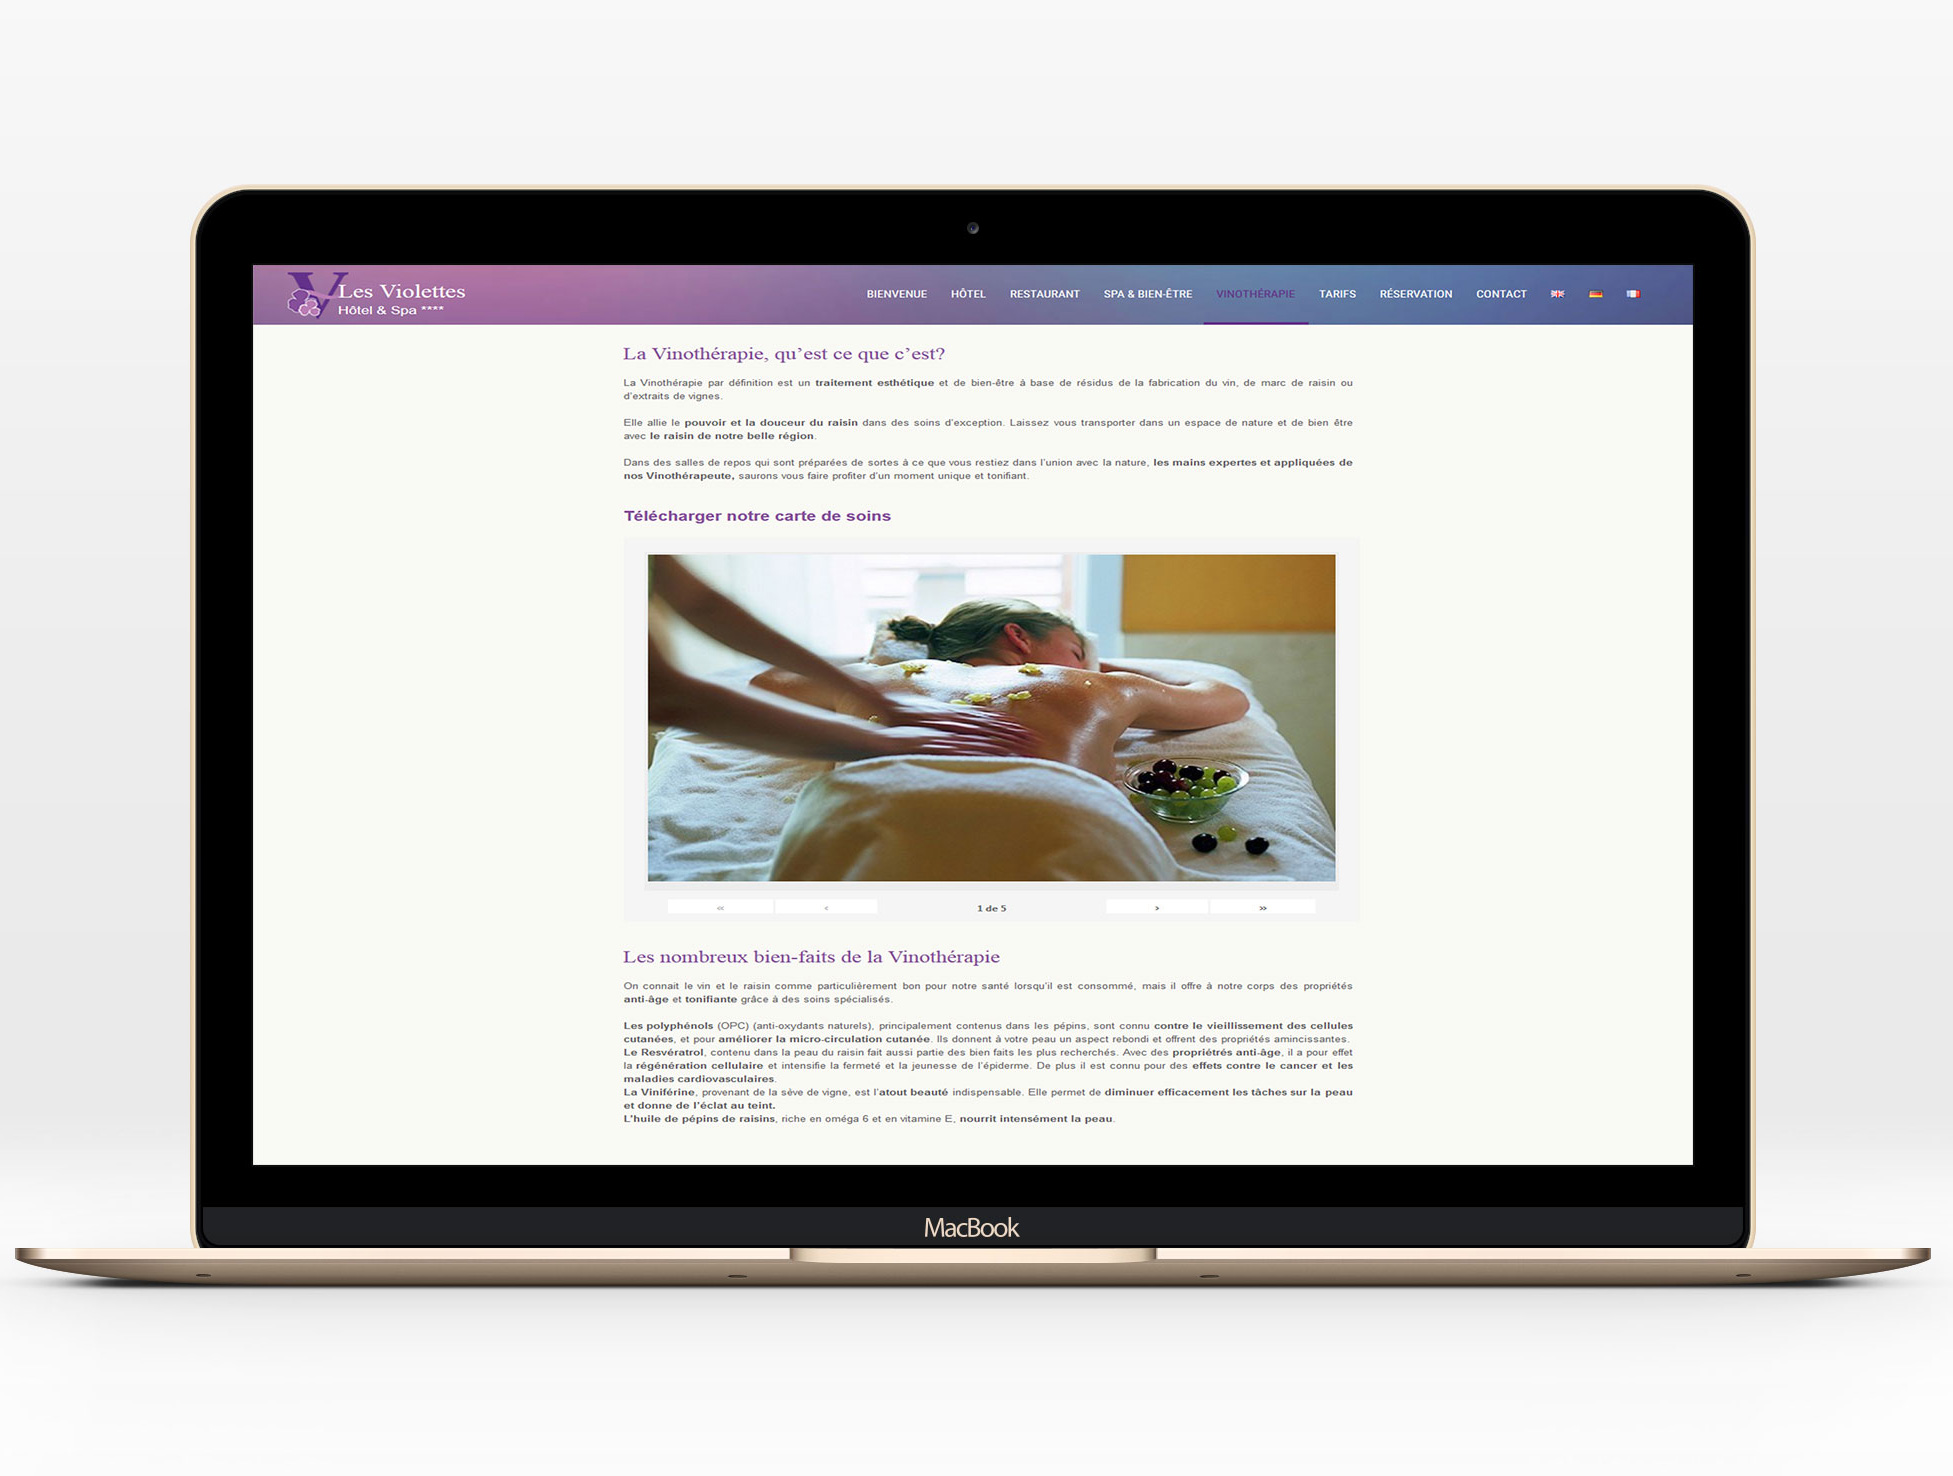 Vy Les Violettes
Hôtel & Spa ****
BIENVENUE HÔTEL RESTAURANT SPA & BIEN-ÊTRE VINOTHÉRAPIE TARIFS RÉSERVATION CONTACT
La Vinothérapie, qu'est ce que c'est?
La Vinothérapie par définition est un traitement esthétique et de bien-être à base de résidus de la fabrication du vin, de marc de raisin ou
d'extraits de vignes.
Elle allie le pouvoir et la douceur du raisin dans des soins d'exception. Laissez vous transporter dans un espace de nature et de bien être
avec le raisin de notre belle région.
Dans des salles de repos qui sont préparées de sortes à ce que vous restiez dans l'union avec la nature, les mains expertes et appliquées de
nos Vinothérapeute, saurons vous faire profiter d'un moment unique et tonifiant.
Télécharger notre carte de soins
« ‹ 1 de 5 › »
Les nombreux bien-faits de la Vinothérapie
On connait le vin et le raisin comme particulièrement bon pour notre santé lorsqu'il est consommé, mais il offre à notre corps des propriétés
anti-âge et tonifiante grâce à des soins spécialisés.
Les polyphénols (OPC) (anti-oxydants naturels), principalement contenus dans les pépins, sont connu contre le vieillissement des cellules
cutanées, et pour améliorer la micro-circulation cutanée. Ils donnent à votre peau un aspect rebondi et offrent des propriétés amincissantes.
Le Resvératrol, contenu dans la peau du raisin fait aussi partie des bien faits les plus recherchés. Avec des propriétrés anti-âge, il a pour effet
la régénération cellulaire et intensifie la fermeté et la jeunesse de l'épiderme. De plus il est connu pour des effets contre le cancer et les
maladies cardiovasculaires.
La Viniférine, provenant de la sève de vigne, est l'atout beauté indispensable. Elle permet de diminuer efficacement les tâches sur la peau
et donne de l'éclat au teint.
L'huile de pépins de raisins, riche en oméga 6 et en vitamine E, nourrit intensément la peau.
MacBook